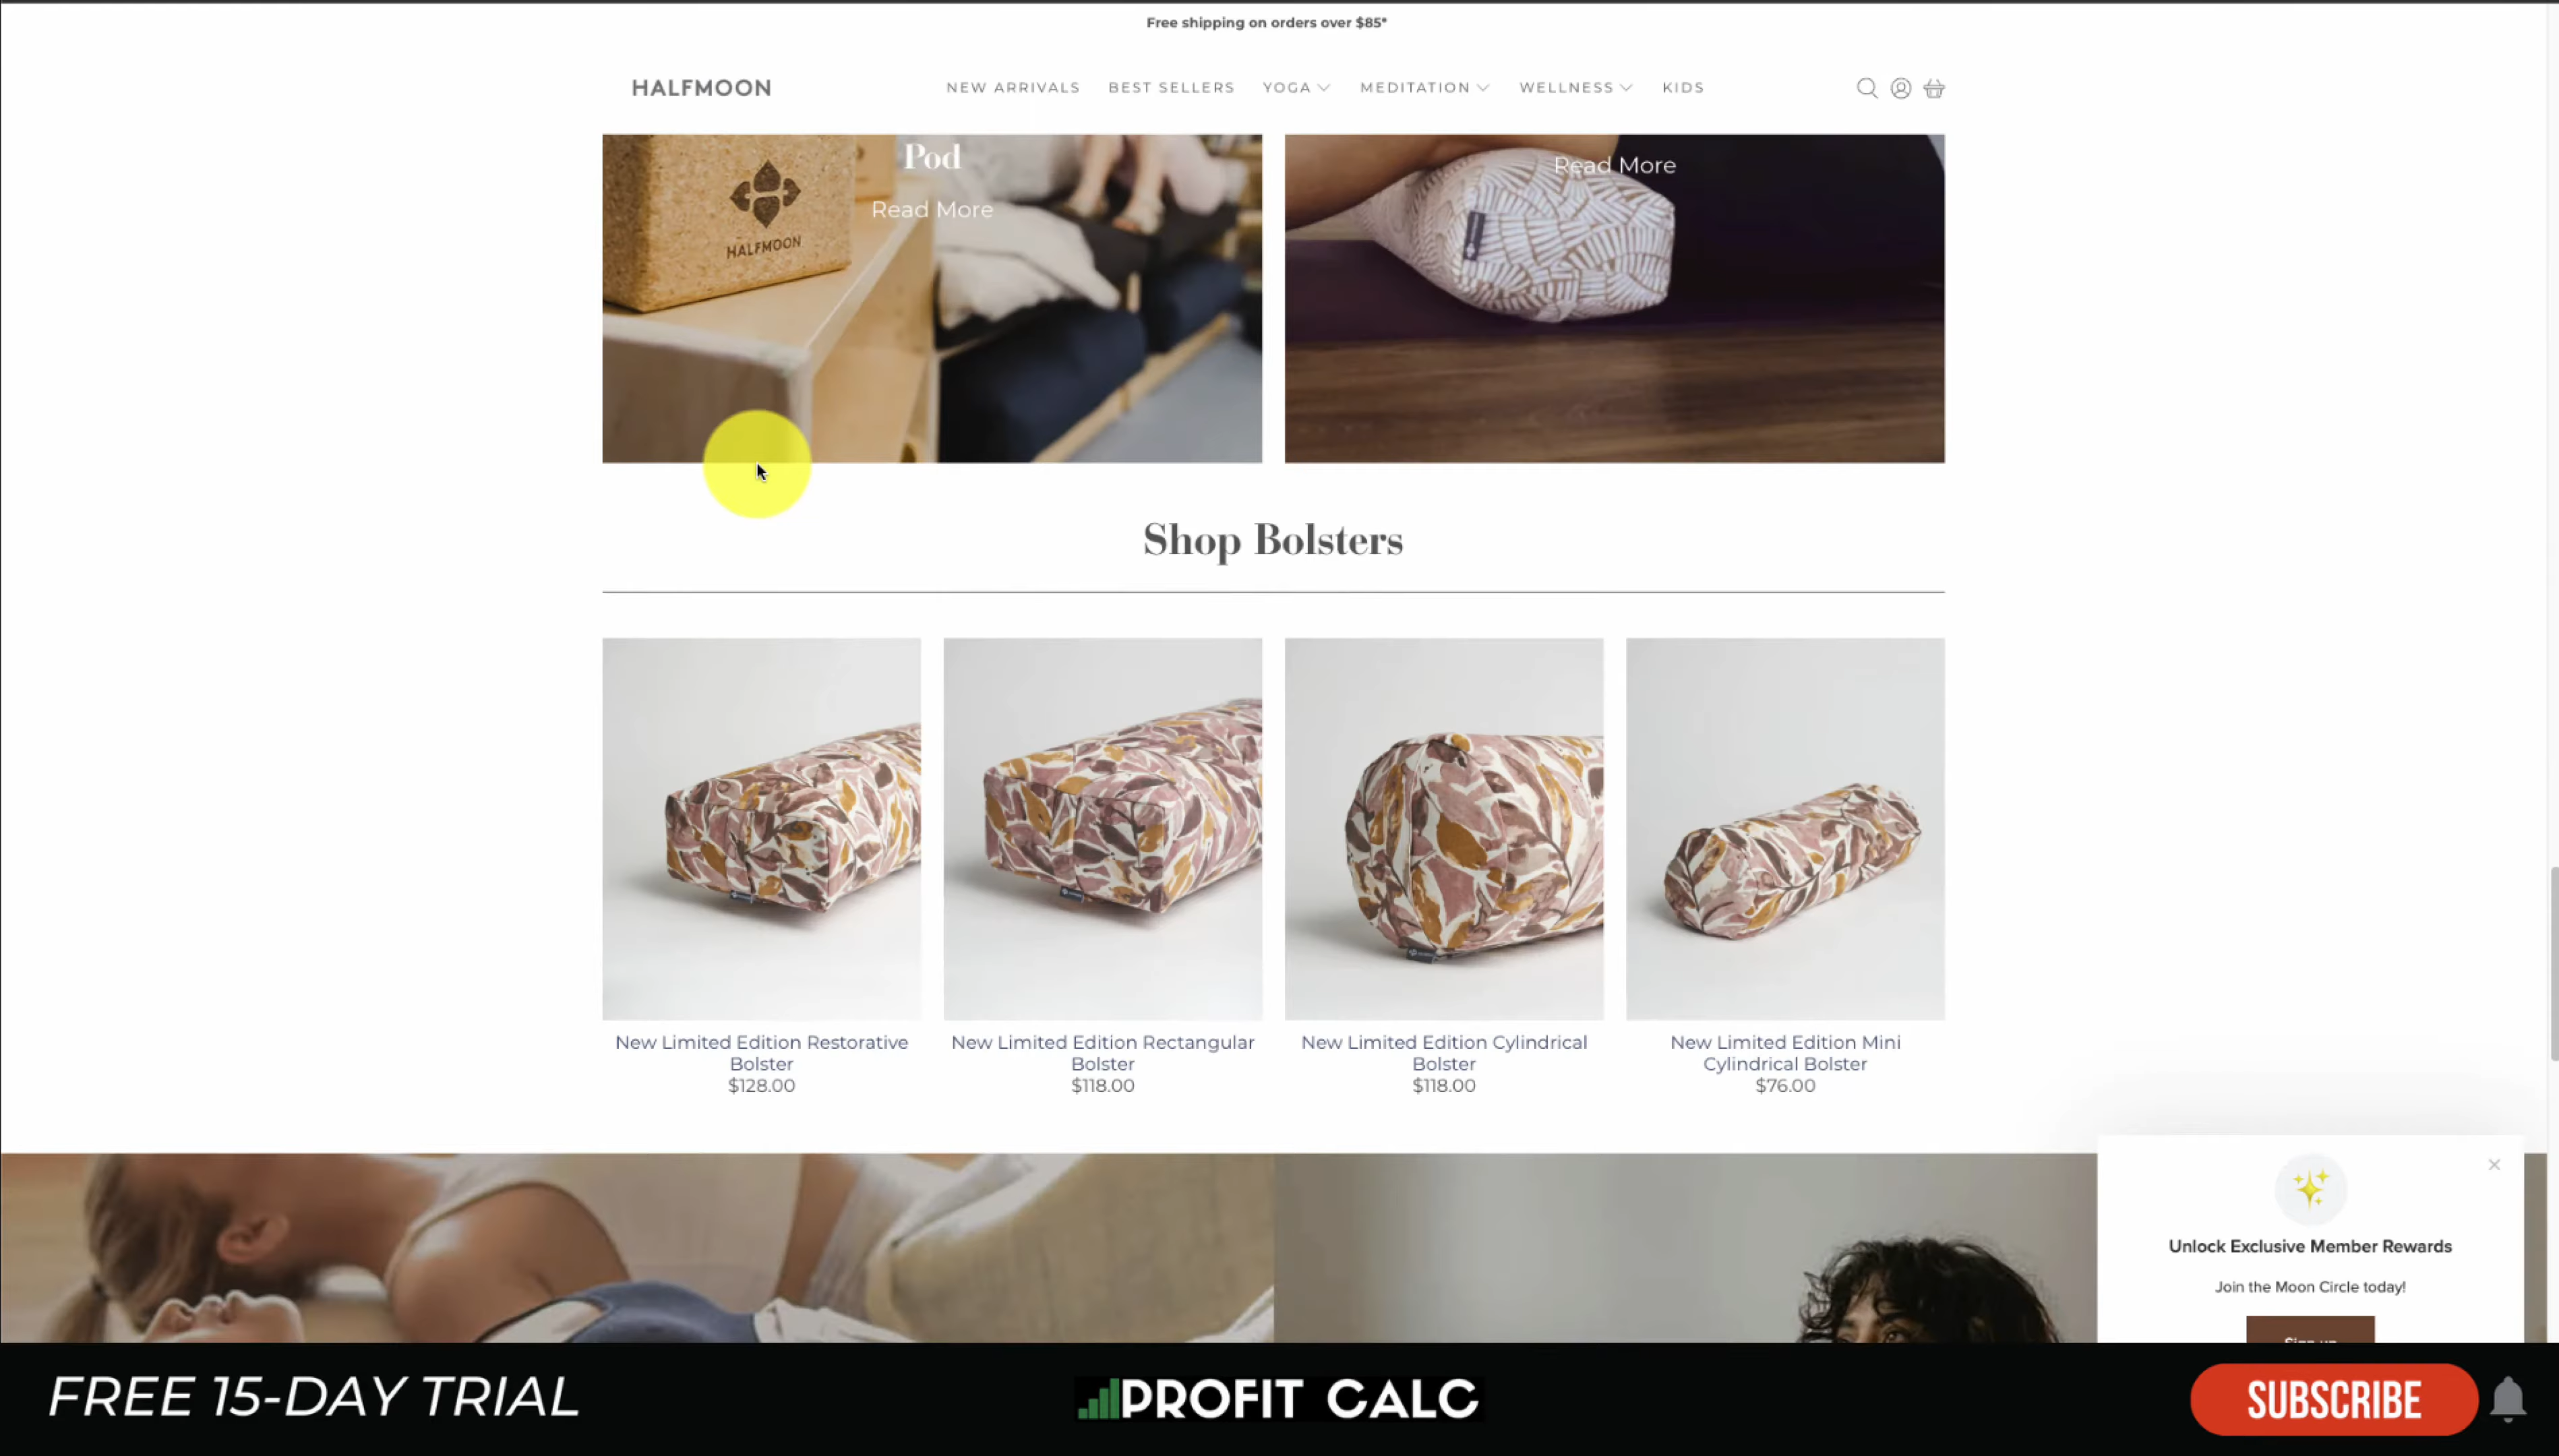 Free shipping on orders over $85*
HALFMOON
NEW ARRIVALS
BEST SELLERS
YOGA
MEDITATION
WELLNESS
KIDS
Pod
Read More
HALFMOON
Read More
Shop Bolsters
New Limited Edition Restorative
Bolster
$128.00
New Limited Edition Rectangular
Bolster
$118.00
New Limited Edition Cylindrical
Bolster
$118.00
New Limited Edition Mini
Cylindrical Bolster
$76.00
Unlock Exclusive Member Rewards
Join the Moon Circle today!
Sign up
FREE 15-DAY TRIAL
PROFIT CALC
SUBSCRIBE